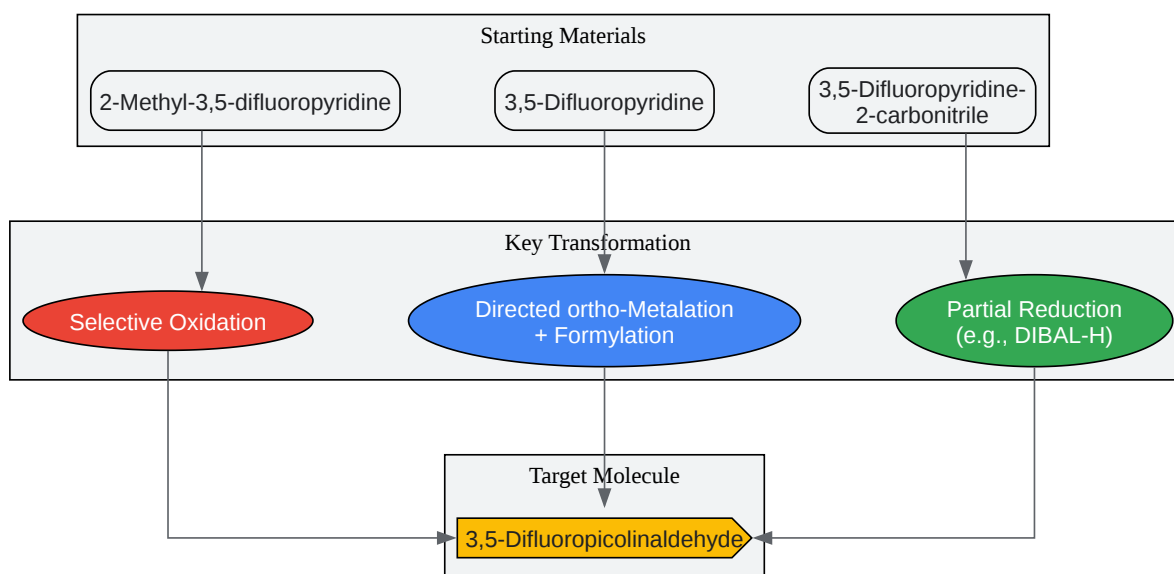 Starting Materials
2-Methyl-3,5-difluoropyridine
3,5-Difluoropyridine
3,5-Difluoropyridine-
2-carbonitrile
Key Transformation
Selective Oxidation
Directed ortho-Metalation
+ Formylation
Partial Reduction
(e.g., DIBAL-H)
Target Molecule
3,5-Difluoropicolinaldehyde